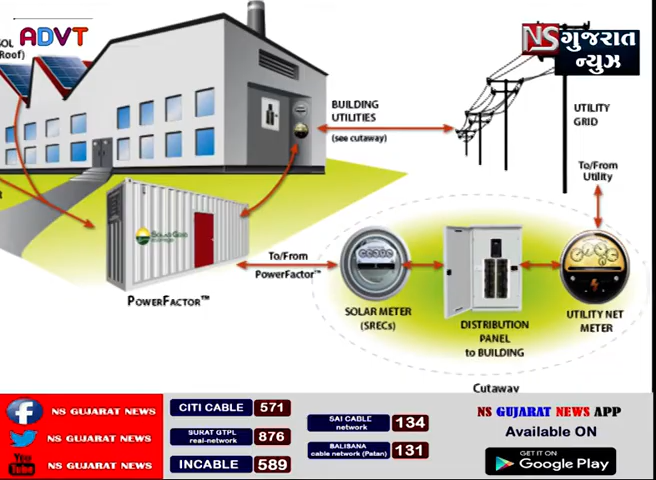 SOL
Roof)
ADVT
NS ગુજરાત
ન્યુઝ
BUILDING
UTILITIES
(see cutaway)
UTILITY
GRID
To/From
Utility
To/From
PowerFactor™
POWERFACTOR™
SOLAR METER
(SRECs)
DISTRIBUTION
PANEL
to BUILDING
UTILITY NET
METER
Cutaway
NS GUJARAT NEWS
NS GUJARAT NEWS
You Tube
NS GUJARAT NEWS
CITI CABLE 571
SURAT GTPL
real-network 876
INCABLE 589
SAI CABLE
network 134
BALISANA
cable network (Patan) 131
NS GUJARAT NEWS APP
Available ON
GET IT ON
Google Play